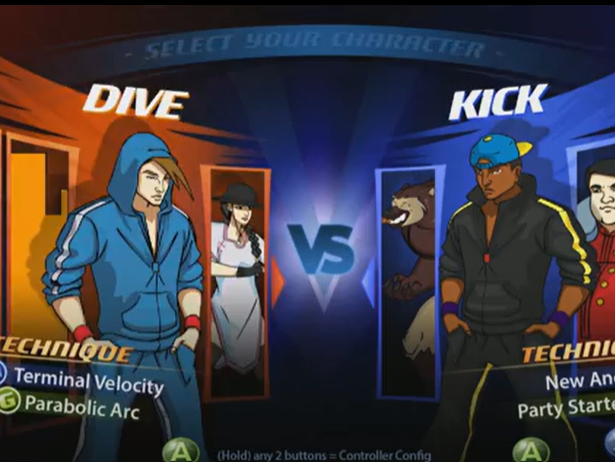 - SELECT YOUR CHARACTER -
DIVE
KICK
VS
TECHNIQUE
Terminal Velocity
G Parabolic Arc
TECHNI
New An
Party Starte
A
(Hold) any 2 buttons = Controller Config
A